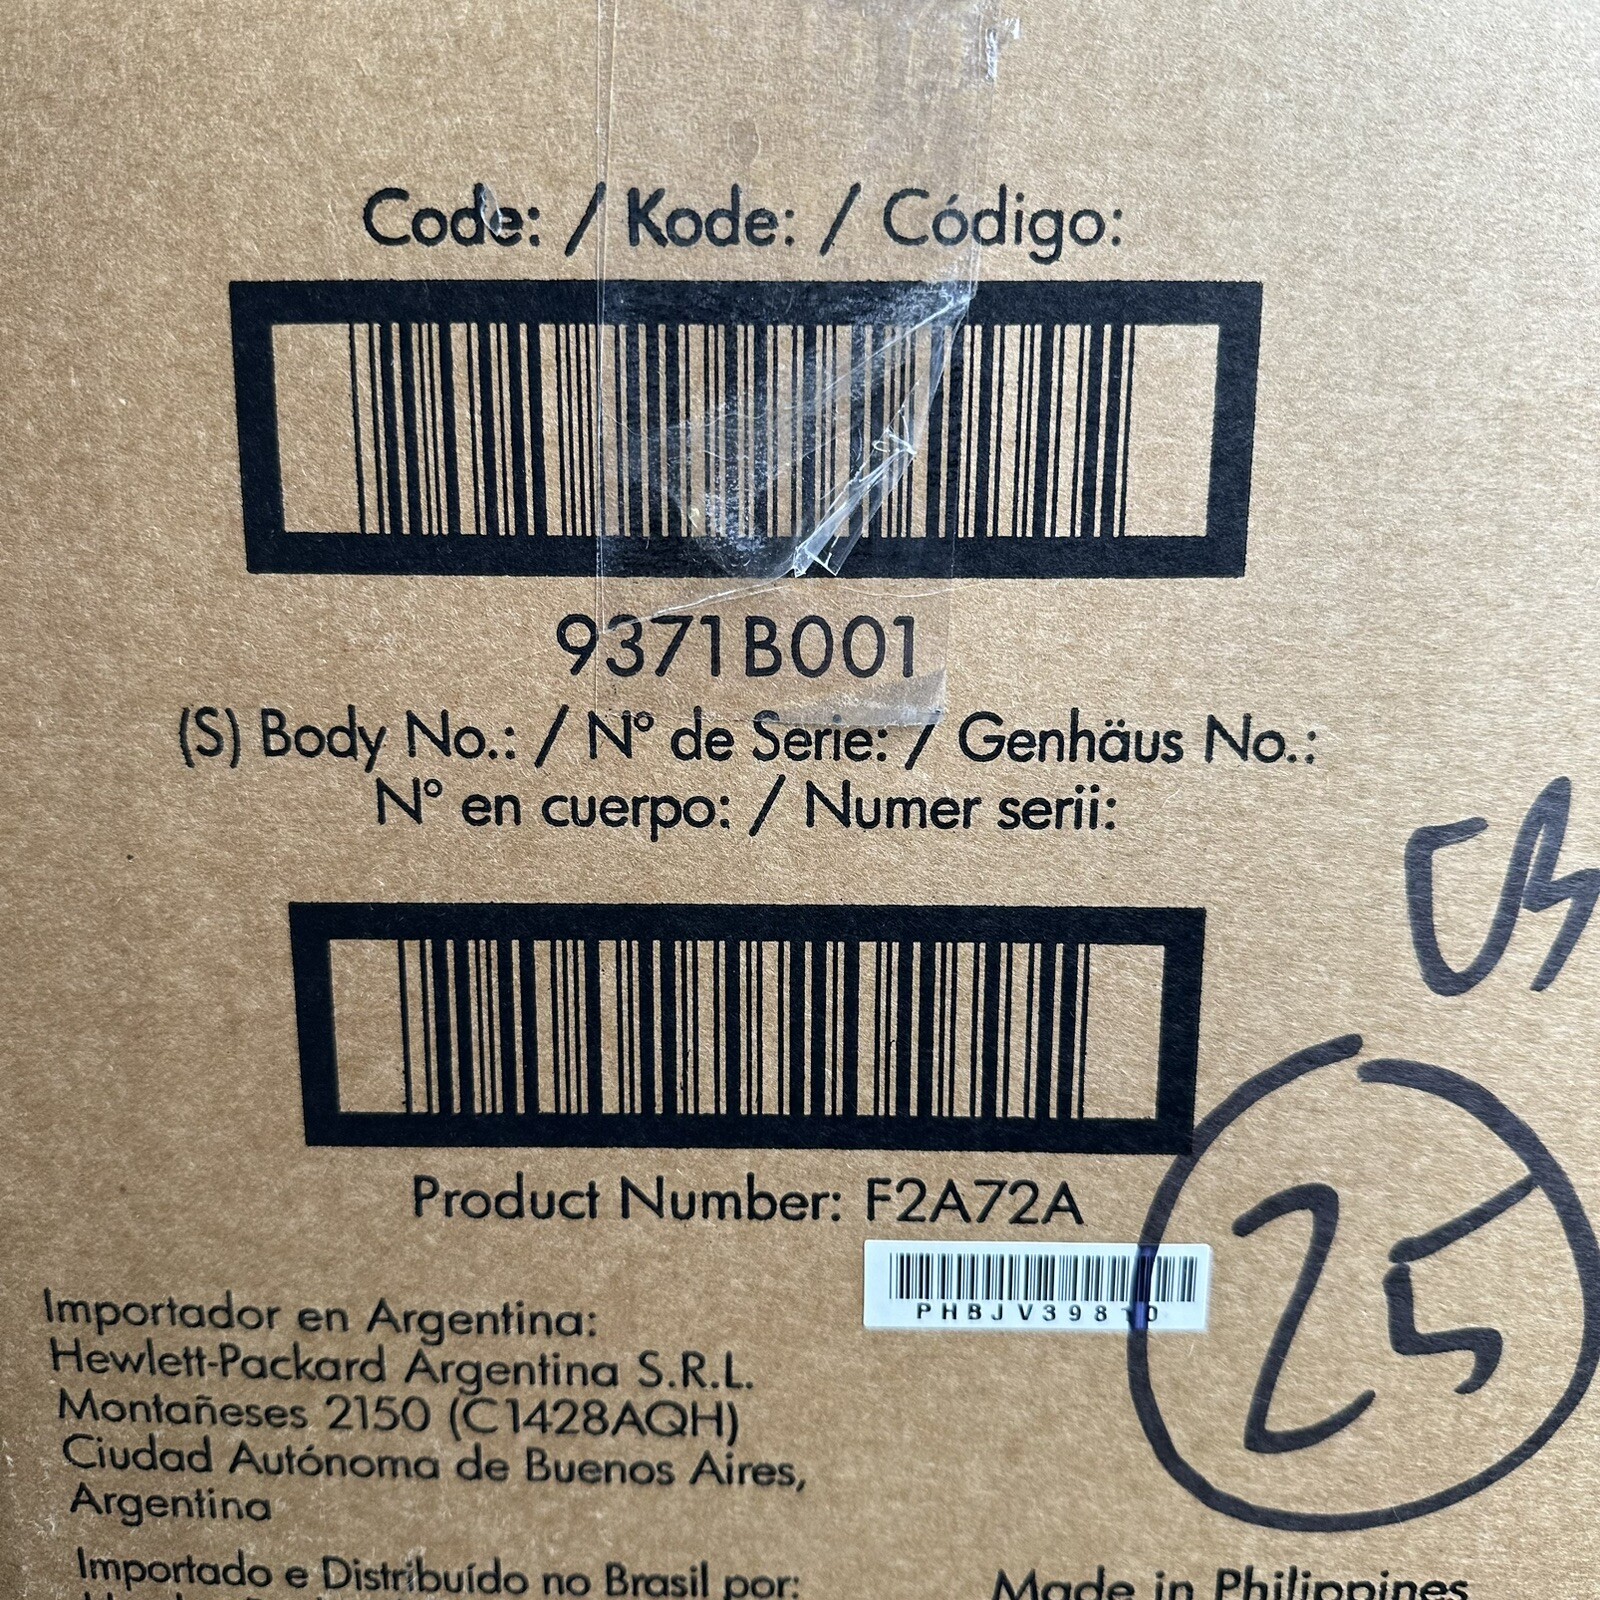 Code: / Kode: / Código:
9371B001
(S) Body No.: / Nº de Serie: / Genhäus No.:
Nº en cuerpo: / Numer serii:
Product Number: F2A72A
25
Importador en Argentina:
Hewlett-Packard Argentina S.R.L.
Montañeses 2150 (C1428AQH)
Ciudad Autónoma de Buenos Aires,
Argentina
Importado e Distribuído no Brasil por:
Made in Philippines